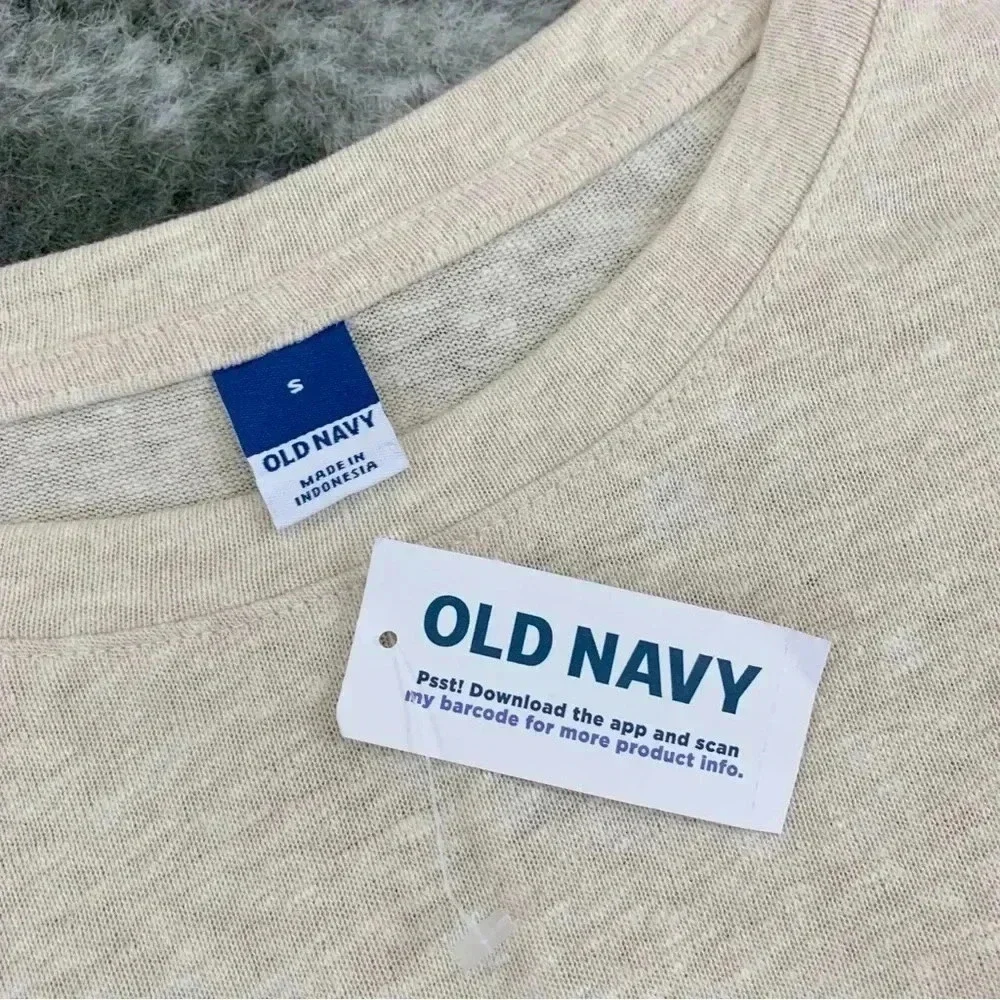 S
OLD NAVY
MADE IN
INDONESIA
OLD NAVY
Psst! Download the app and scan
my barcode for more product info.